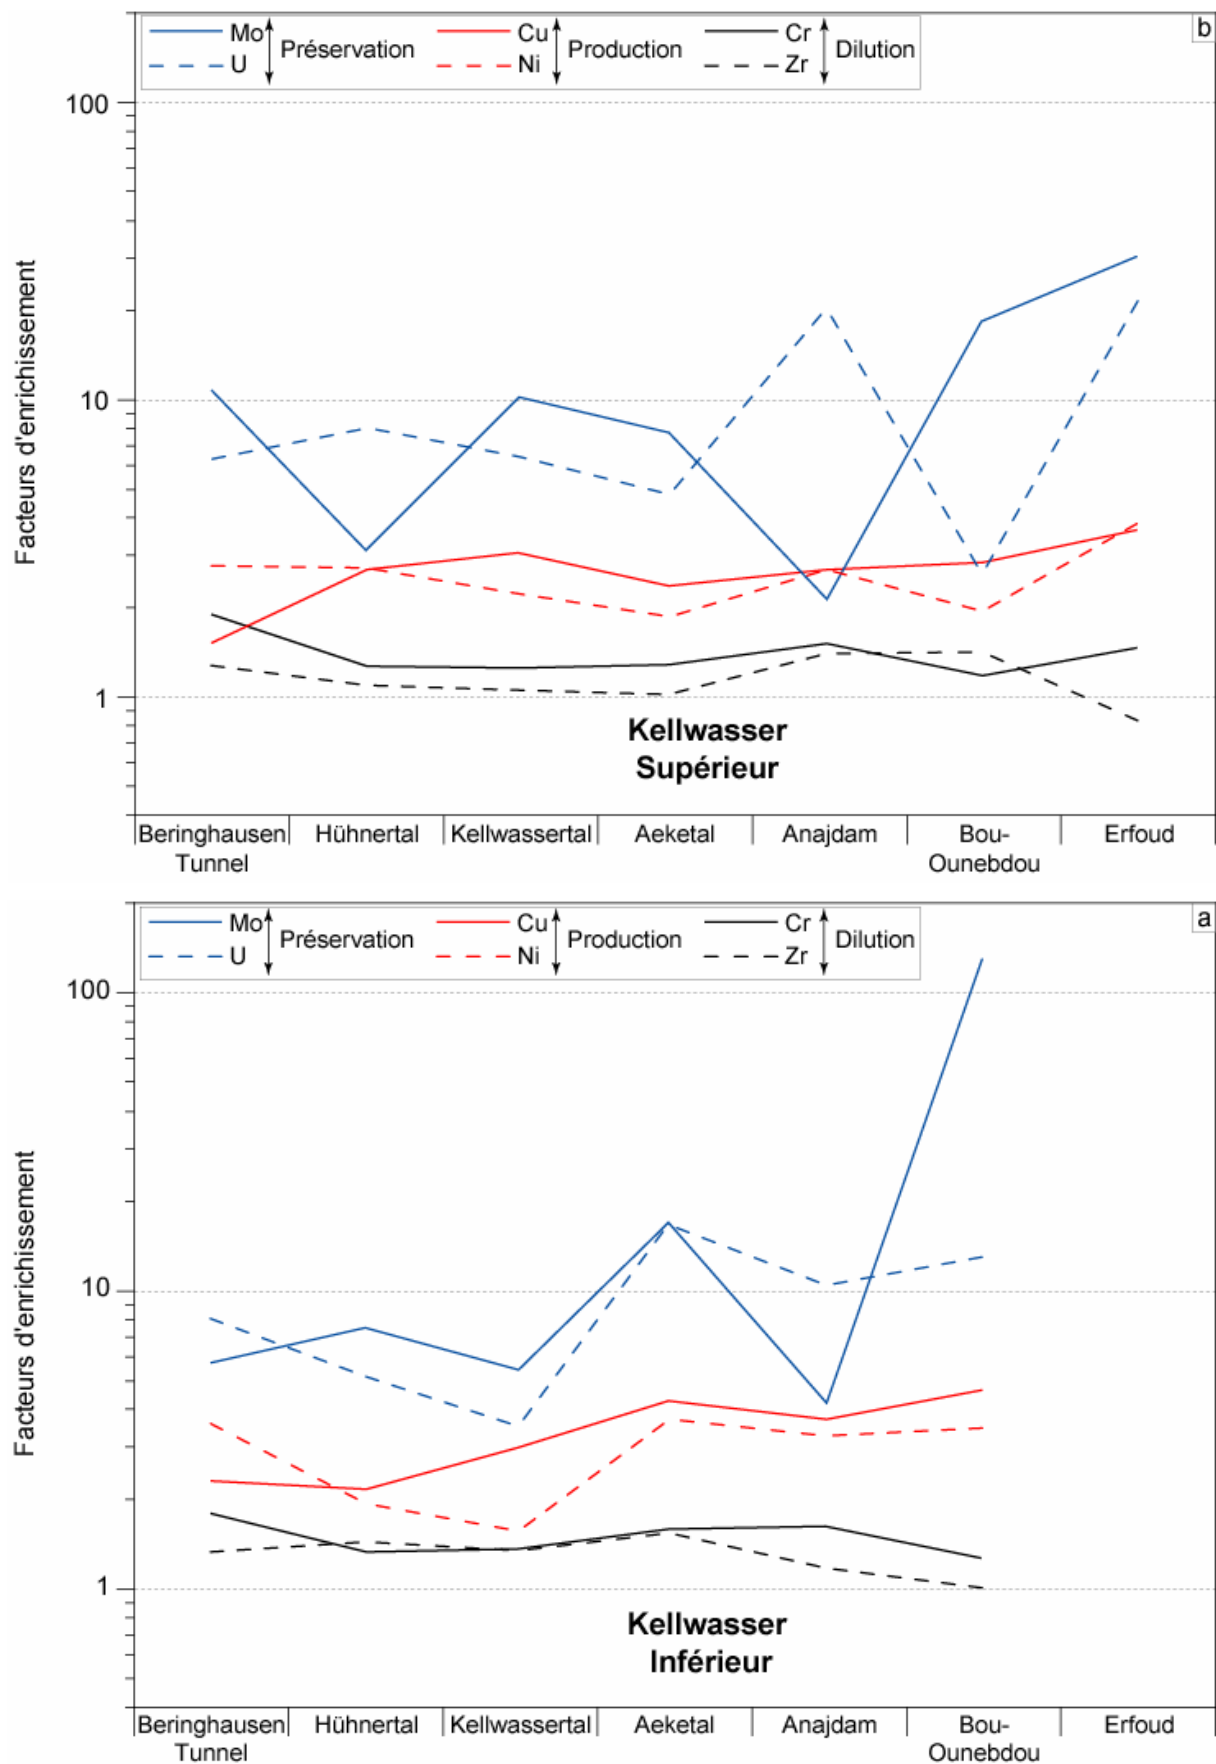 b
Mo
U
Préservation
Cu
Ni
Production
Cr
Zr
Dilution
100
10
1
Facteurs d'enrichissement
Kellwasser
Supérieur
Beringhausen
Tunnel
Hühnertal
Kellwassertal
Aeketal
Anajdam
Bou-
Ounebdou
Erfoud
a
Mo
U
Préservation
Cu
Ni
Production
Cr
Zr
Dilution
100
10
1
Facteurs d'enrichissement
Kellwasser
Inférieur
Beringhausen
Tunnel
Hühnertal
Kellwassertal
Aeketal
Anajdam
Bou-
Ounebdou
Erfoud